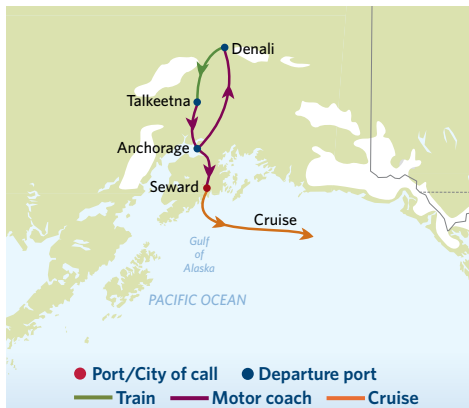 Denali
Talkeetna
Anchorage
Seward
Cruise
Gulf
of
Alaska
PACIFIC OCEAN
Port/City of call Departure port
Train Motor coach Cruise